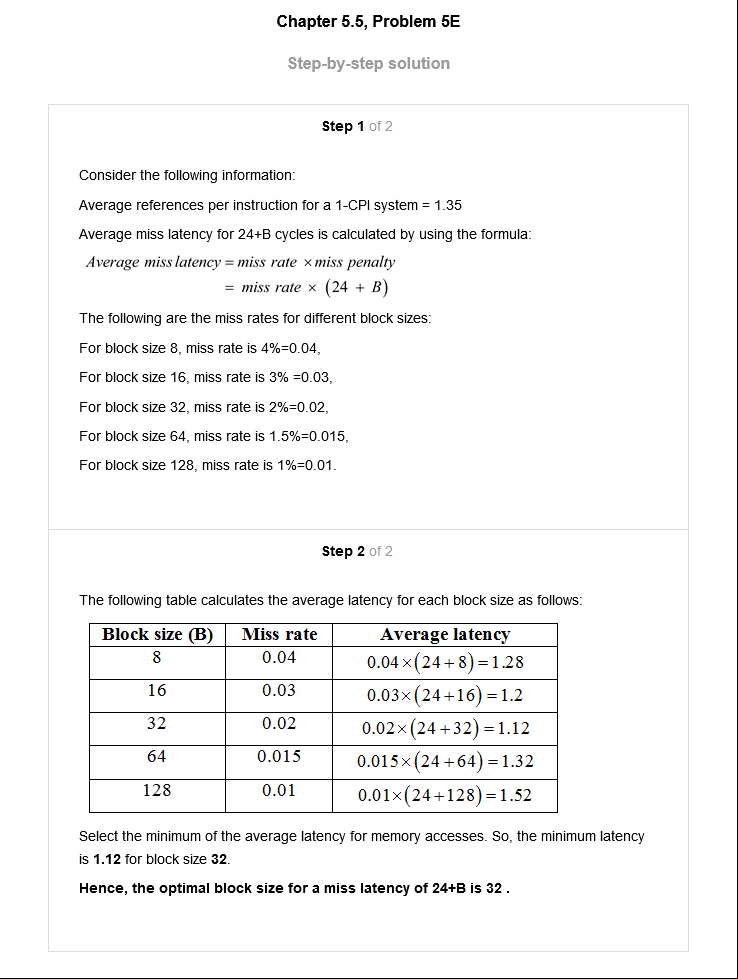 Chapter 5.5, Problem 5E
Step-by-step solution
Step 1 of 2
Consider the following information:
Average references per instruction for a 1-CPI system = 1.35
Average miss latency for 24+B cycles is calculated by using the formula:
Average miss latency = miss rate × miss penalty
= miss rate × (24 + B)
The following are the miss rates for different block sizes:
For block size 8, miss rate is 4%=0.04,
For block size 16, miss rate is 3% =0.03,
For block size 32, miss rate is 2%=0.02,
For block size 64, miss rate is 1.5%=0.015,
For block size 128, miss rate is 1%=0.01.
Step 2 of 2
The following table calculates the average latency for each block size as follows:
Block size (B) Miss rate Average latency
8 0.04 0.04×(24+8)=1.28
16 0.03 0.03×(24+16)=1.2
32 0.02 0.02×(24+32)=1.12
64 0.015 0.015×(24+64)=1.32
128 0.01 0.01×(24+128)=1.52
Select the minimum of the average latency for memory accesses. So, the minimum latency
is 1.12 for block size 32.
Hence, the optimal block size for a miss latency of 24+B is 32 .